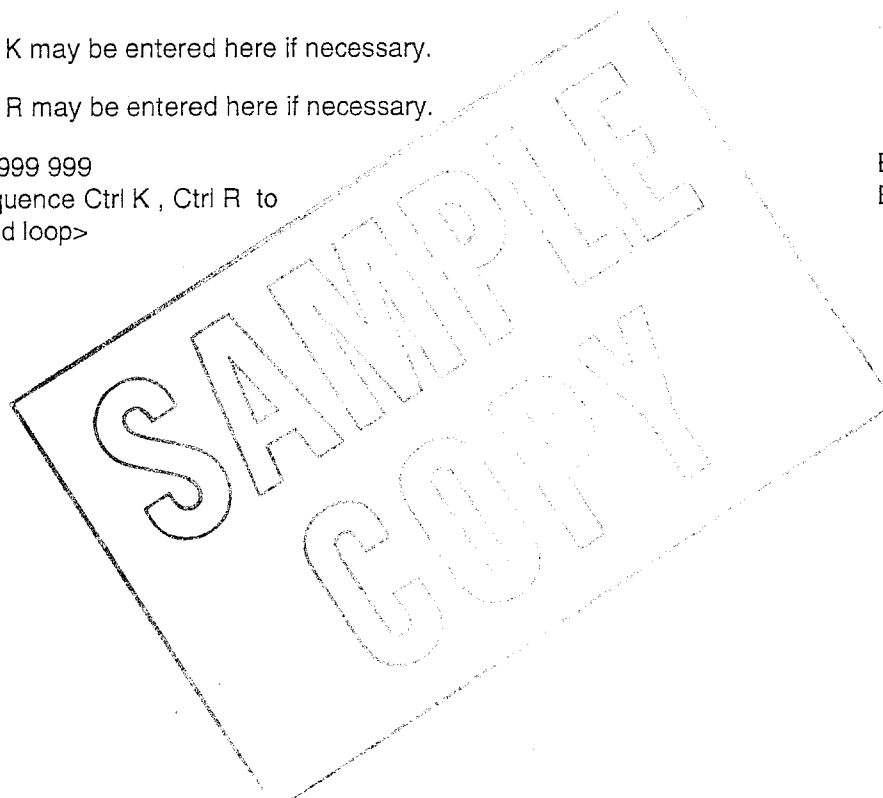 K may be entered here if necessary.
R may be entered here if necessary.
999 999
quence Ctrl K , Ctrl R to
d loop>
E
E
SAMPLE
COPY